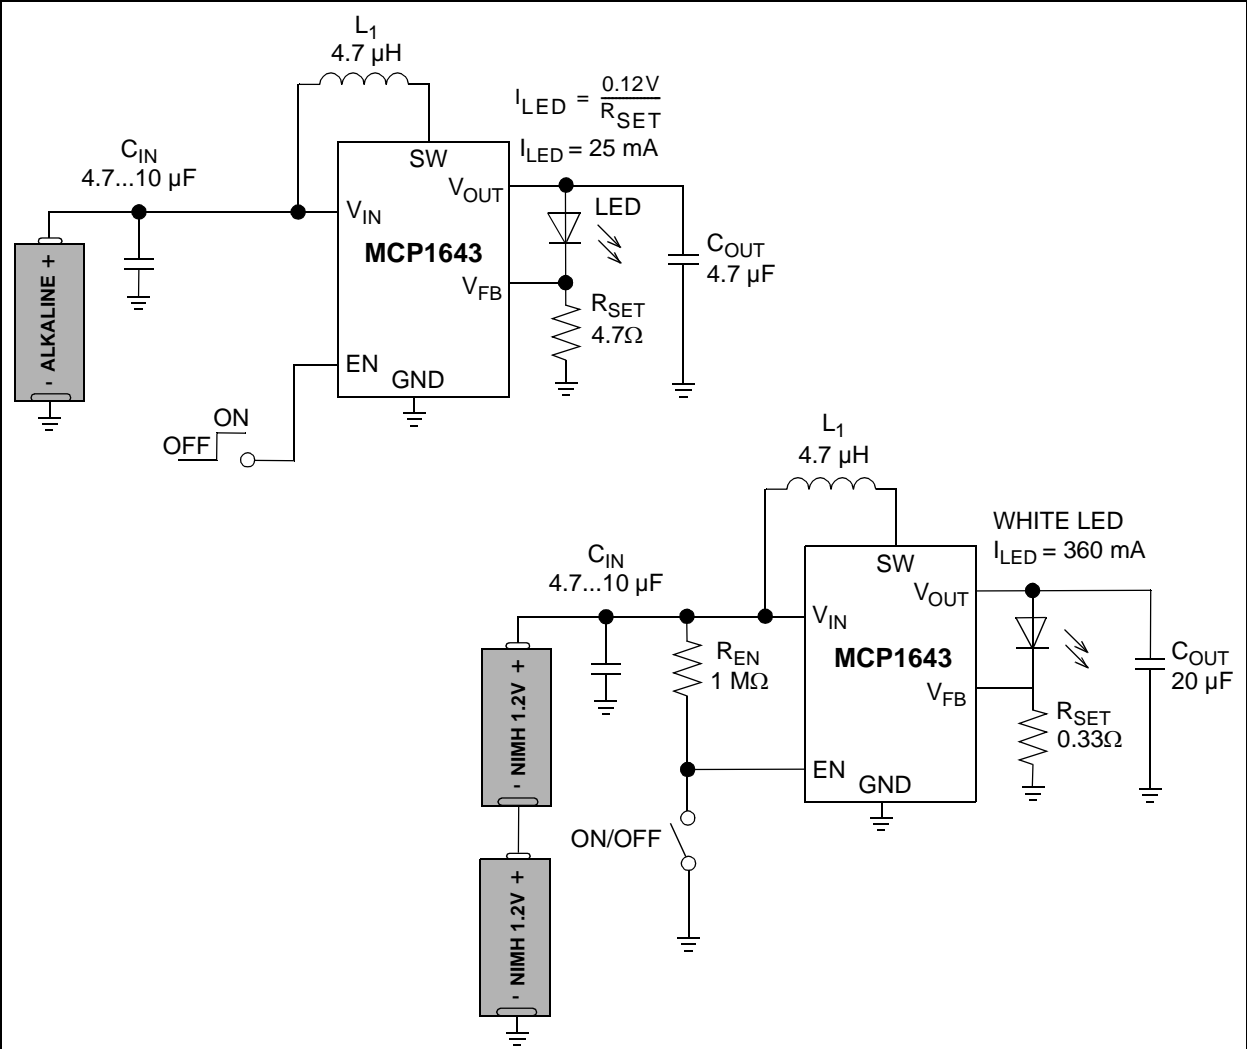 L1
4.7 µH
ILED = 0.12V / RSET
ILED = 25 mA
CIN
4.7...10 µF
SW
VOUT
VIN
LED
MCP1643
COUT
4.7 µF
VFB
RSET
4.7Ω
- ALKALINE +
EN
GND
ON
OFF
L1
4.7 µH
WHITE LED
ILED = 360 mA
CIN
4.7...10 µF
SW
VOUT
VIN
REN
1 MΩ
MCP1643
COUT
20 µF
VFB
RSET
0.33Ω
- NIMH 1.2V +
EN
GND
ON/OFF
- NIMH 1.2V +